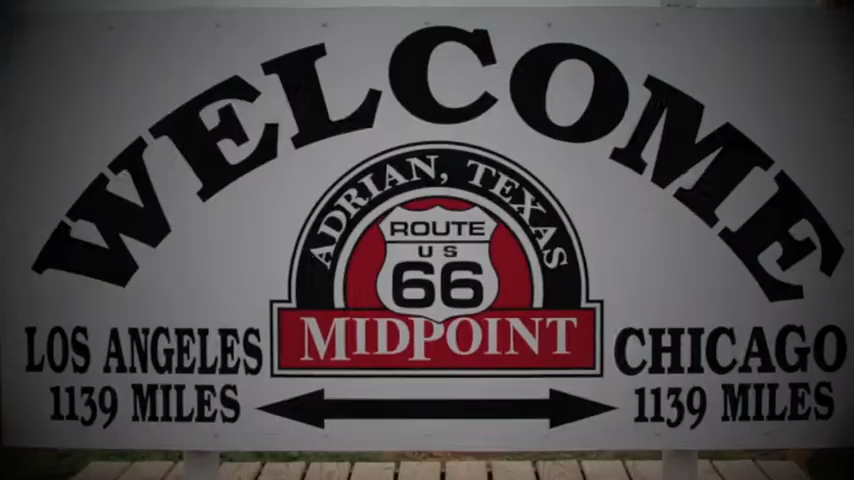 WELCOME
ADRIAN, TEXAS
ROUTE
US
66
MIDPOINT
LOS ANGELES
1139 MILES
CHICAGO
1139 MILES